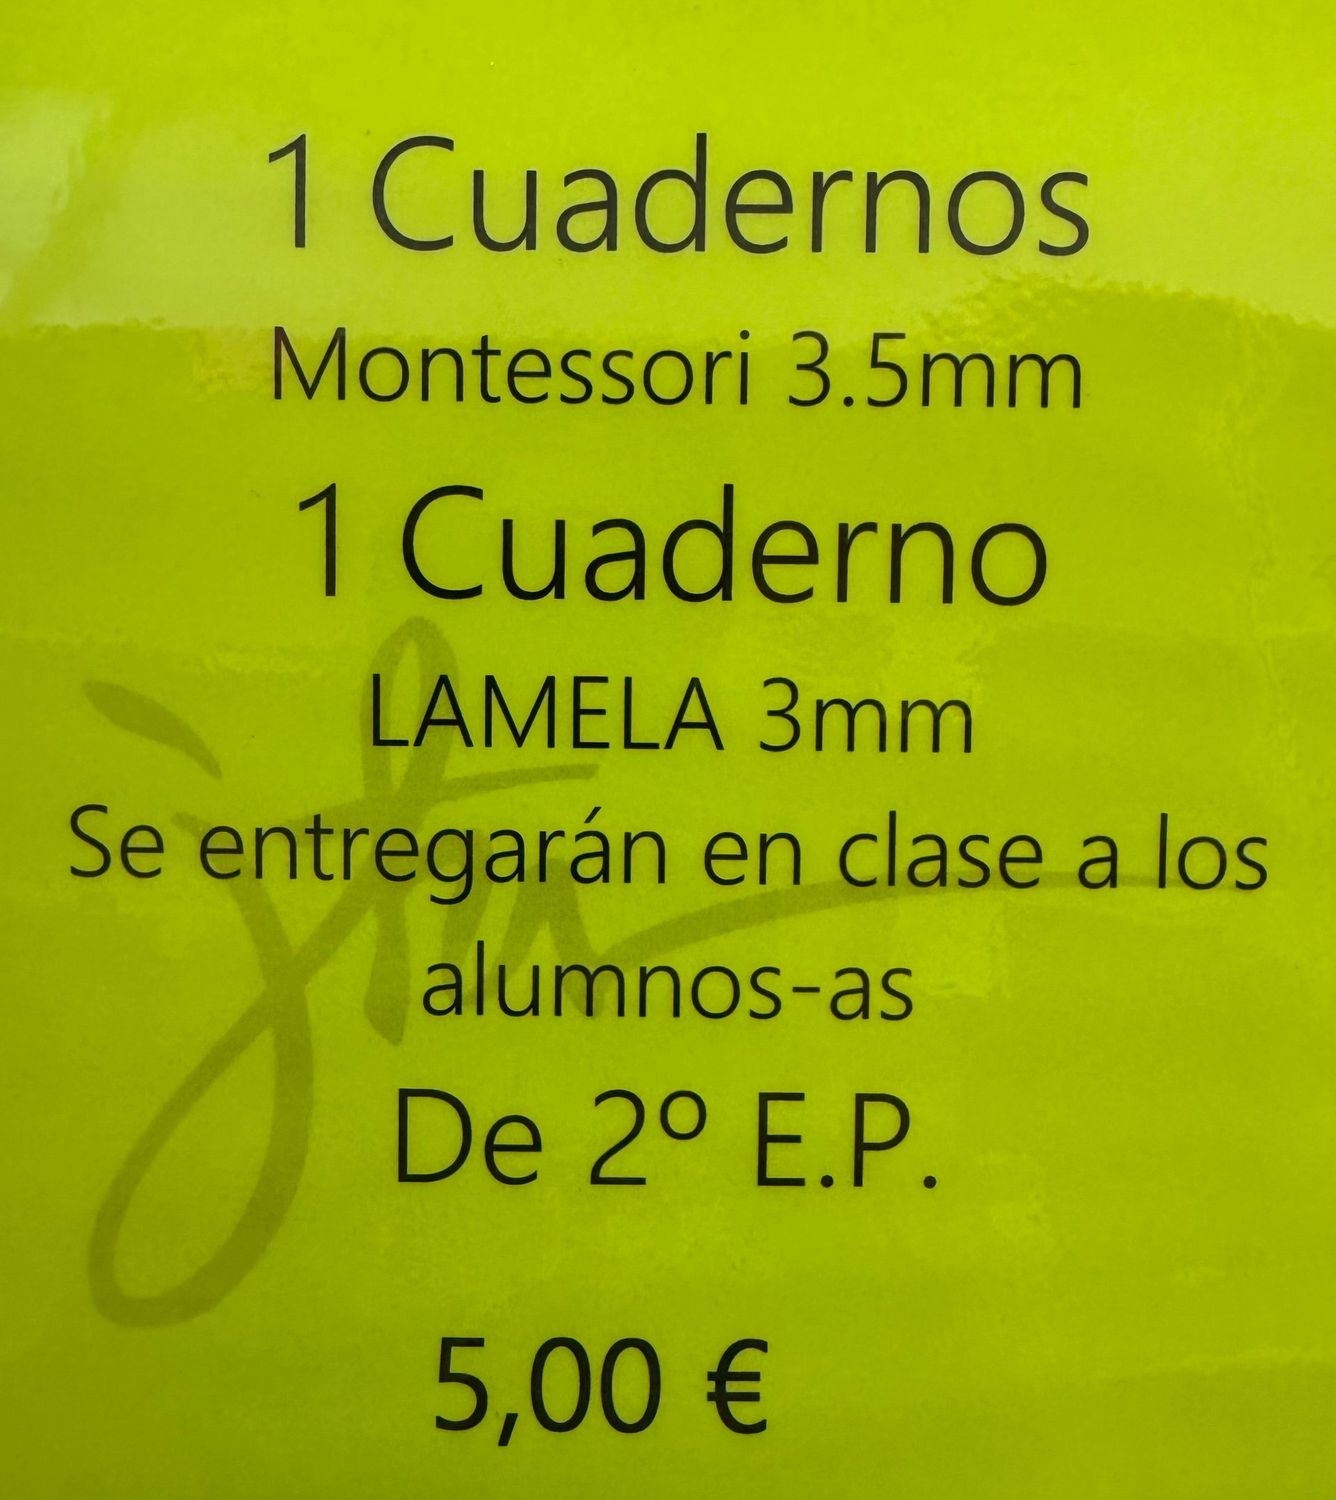 1 Cuadernos
Montessori 3.5mm
1 Cuaderno
LAMELA 3mm
Se entregarán en clase a los
alumnos-as
De 2º E.P.
5,00 €